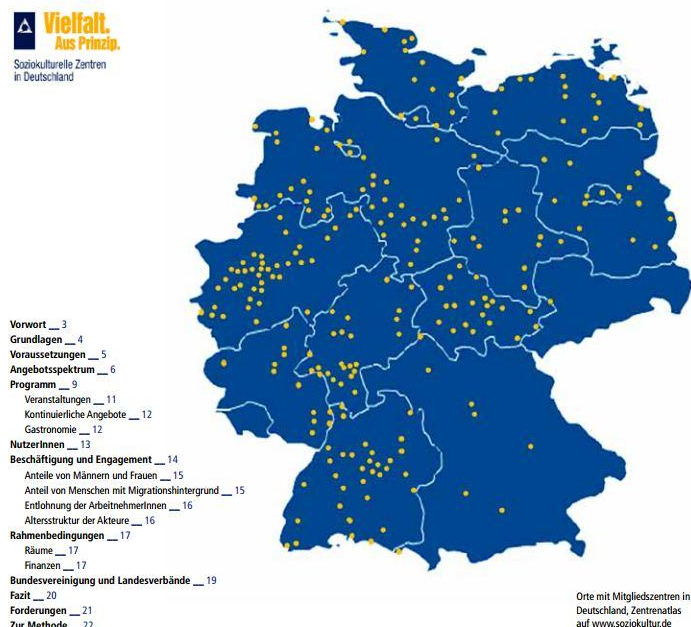 Vielfalt.
Aus Prinzip.
Soziokulturelle Zentren
in Deutschland
Vorwort __ 3
Grundlagen __ 4
Voraussetzungen __ 5
Angebotsspektrum __ 6
Programm __ 9
Veranstaltungen __ 11
Kontinuierliche Angebote __ 12
Gastronomie __ 12
NutzerInnen __ 13
Beschäftigung und Engagement __ 14
Anteile von Männern und Frauen __ 15
Anteil von Menschen mit Migrationshintergrund __ 15
Entlohnung der ArbeitnehmerInnen __ 16
Altersstruktur der Akteure __ 16
Rahmenbedingungen __ 17
Räume __ 17
Finanzen __ 17
Bundesvereinigung und Landesverbände __ 19
Fazit __ 20
Forderungen __ 21
Zur Methode __ 22
Orte mit Mitgliedszentren in
Deutschland, Zentrenatlas
auf www.soziokultur.de